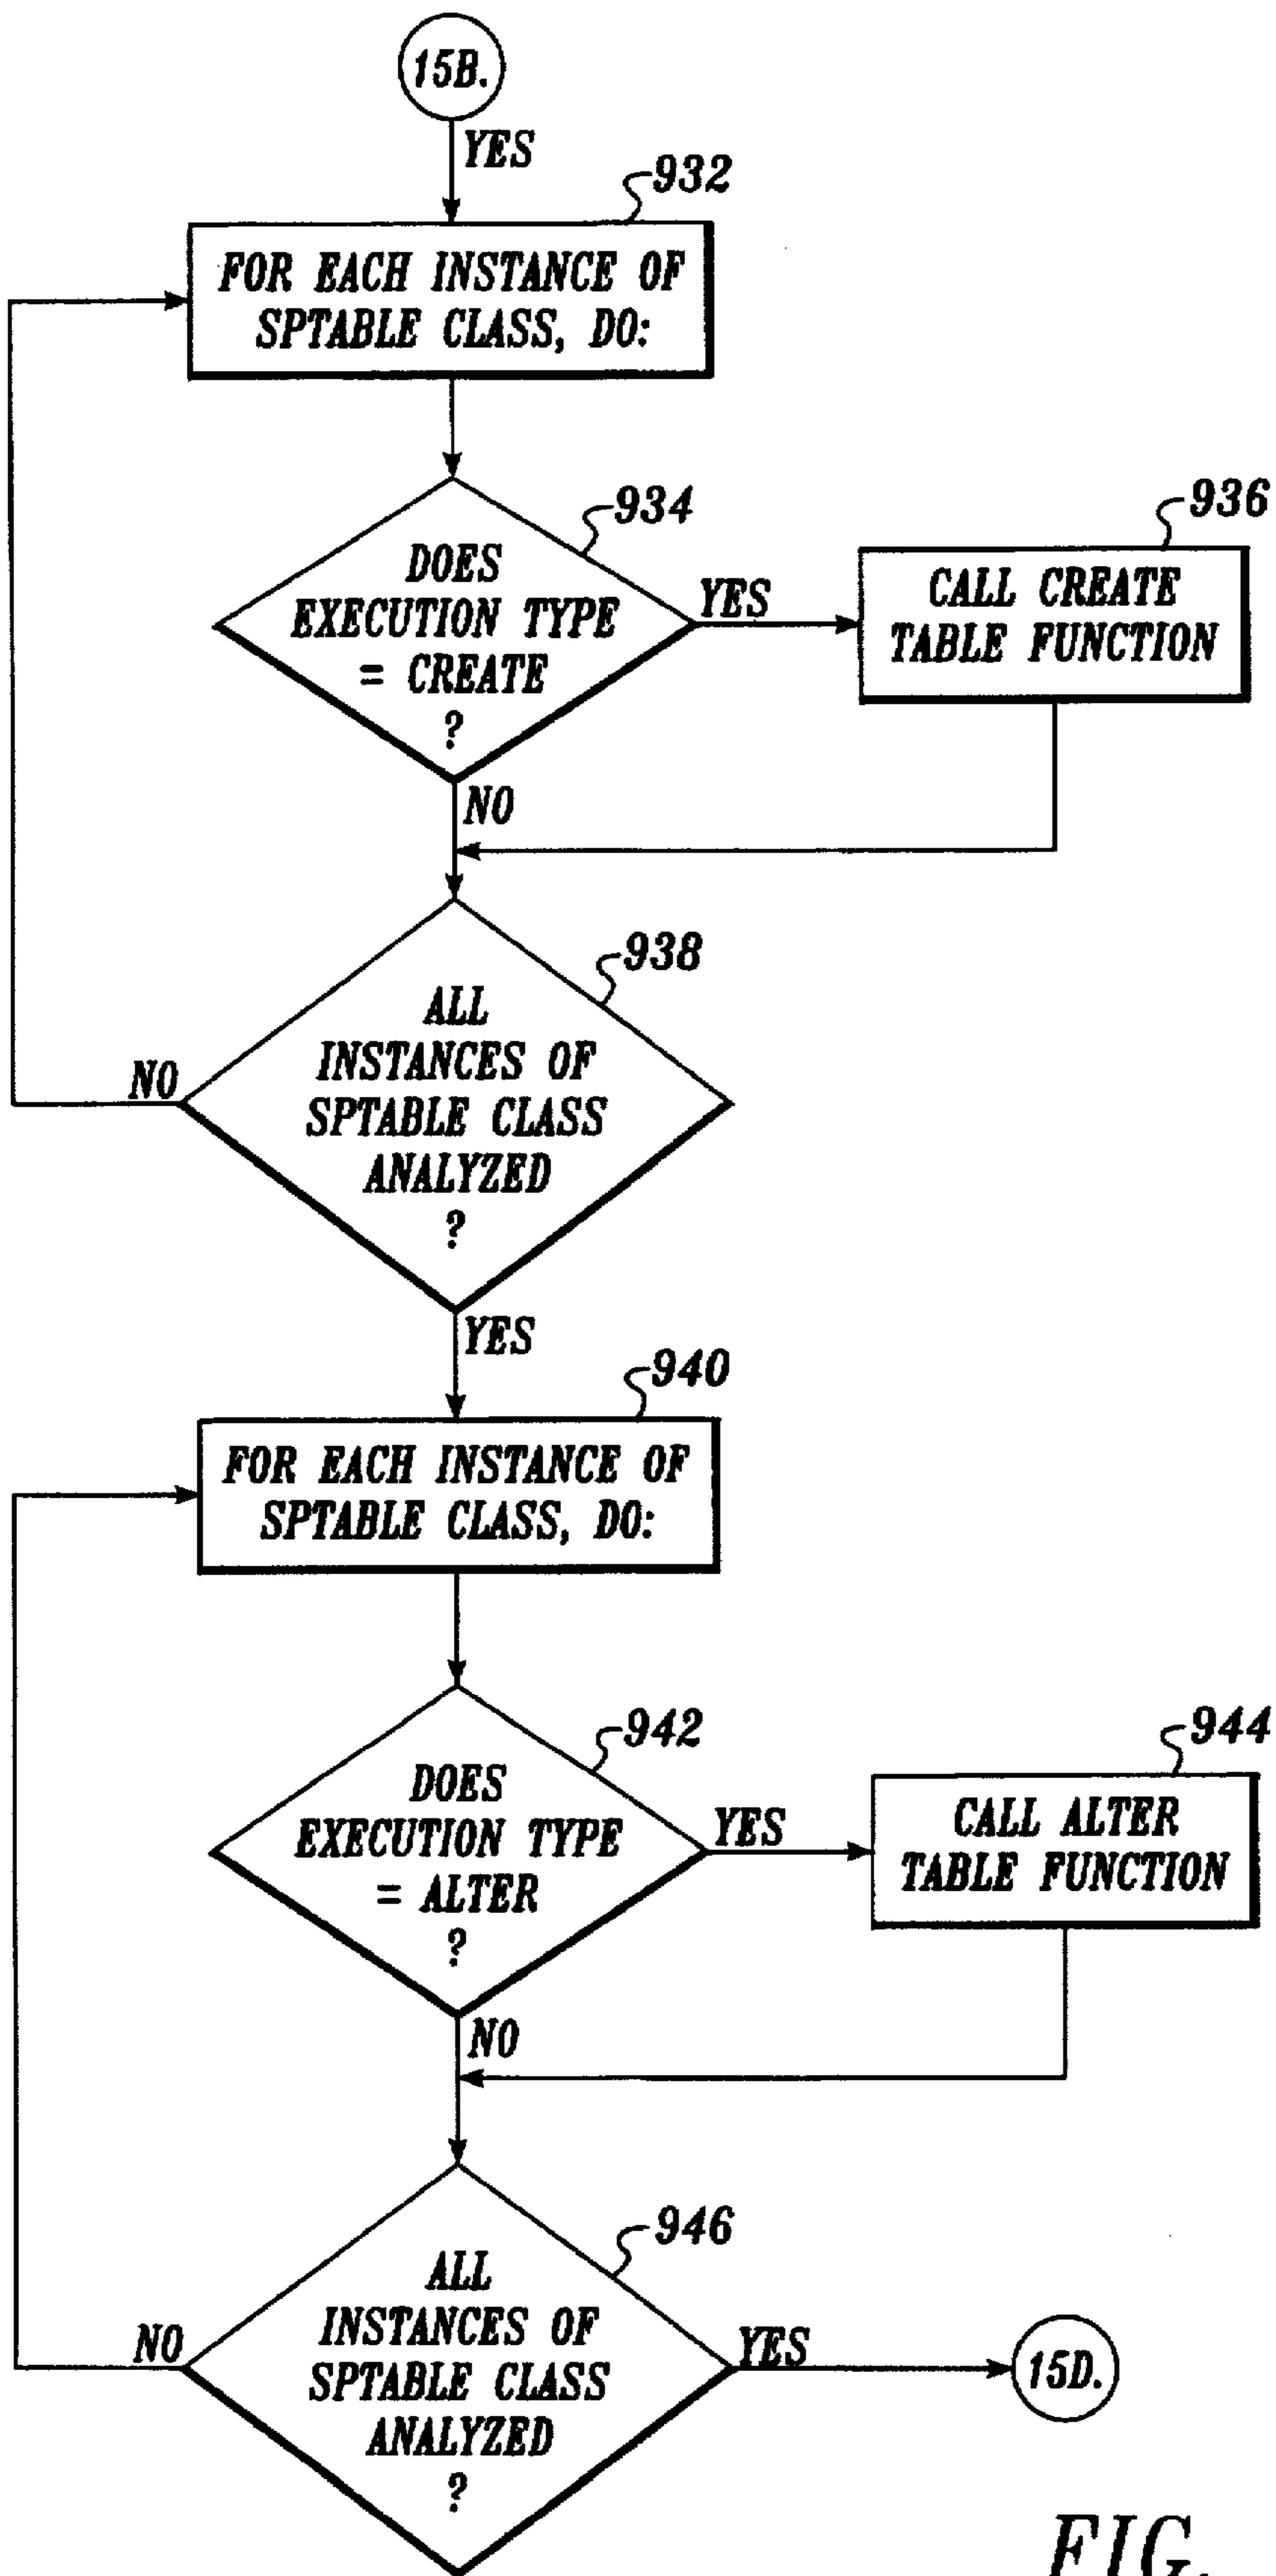 15B.
YES
932
FOR EACH INSTANCE OF
SPTABLE CLASS, DO:
934
DOES
EXECUTION TYPE
= CREATE
?
YES
936
CALL CREATE
TABLE FUNCTION
NO
938
ALL
INSTANCES OF
SPTABLE CLASS
ANALYZED
?
NO
YES
940
FOR EACH INSTANCE OF
SPTABLE CLASS, DO:
942
DOES
EXECUTION TYPE
= ALTER
?
YES
944
CALL ALTER
TABLE FUNCTION
NO
946
ALL
INSTANCES OF
SPTABLE CLASS
ANALYZED
?
NO
YES
15D.
FIG.